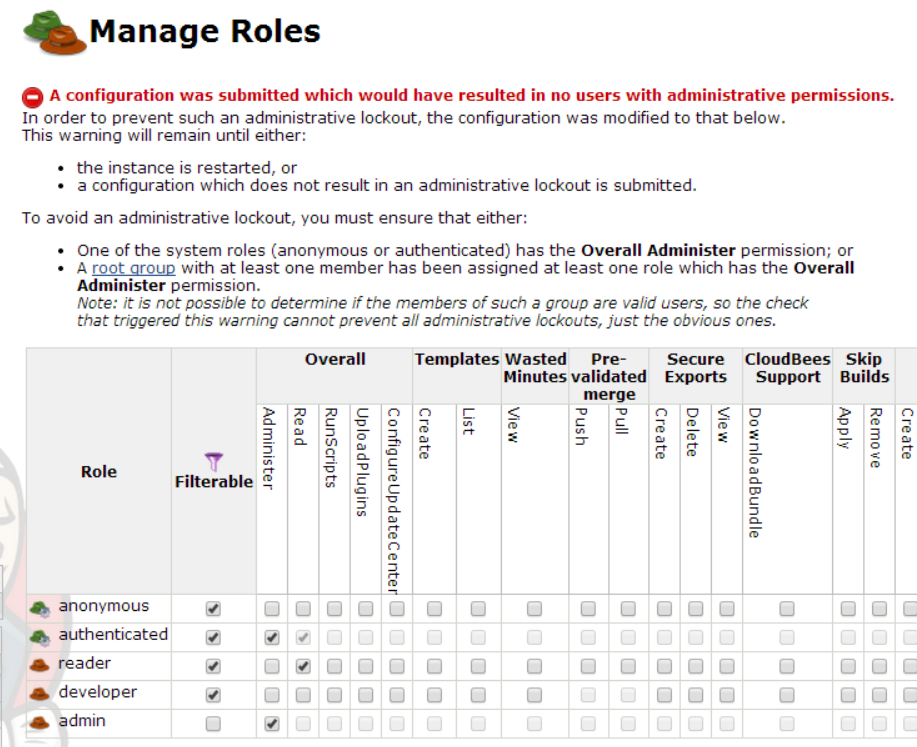 Manage Roles
A configuration was submitted which would have resulted in no users with administrative permissions.
In order to prevent such an administrative lockout, the configuration was modified to that below.
This warning will remain until either:
the instance is restarted, or
a configuration which does not result in an administrative lockout is submitted.
To avoid an administrative lockout, you must ensure that either:
One of the system roles (anonymous or authenticated) has the Overall Administer permission; or
A root group with at least one member has been assigned at least one role which has the Overall
Administer permission.
Note: it is not possible to determine if the members of such a group are valid users, so the check
that triggered this warning cannot prevent all administrative lockouts, just the obvious ones.
Role
Filterable
Overall
Templates
Wasted
Minutes
Pre-
validated
merge
Secure
Exports
CloudBees
Support
Skip
Builds
Administer
Read
RunScripts
UploadPlugins
ConfigureUpdateCenter
Create
List
View
Push
Pull
Create
Delete
View
DownloadBundle
Apply
Remove
Create
anonymous
authenticated
reader
developer
admin